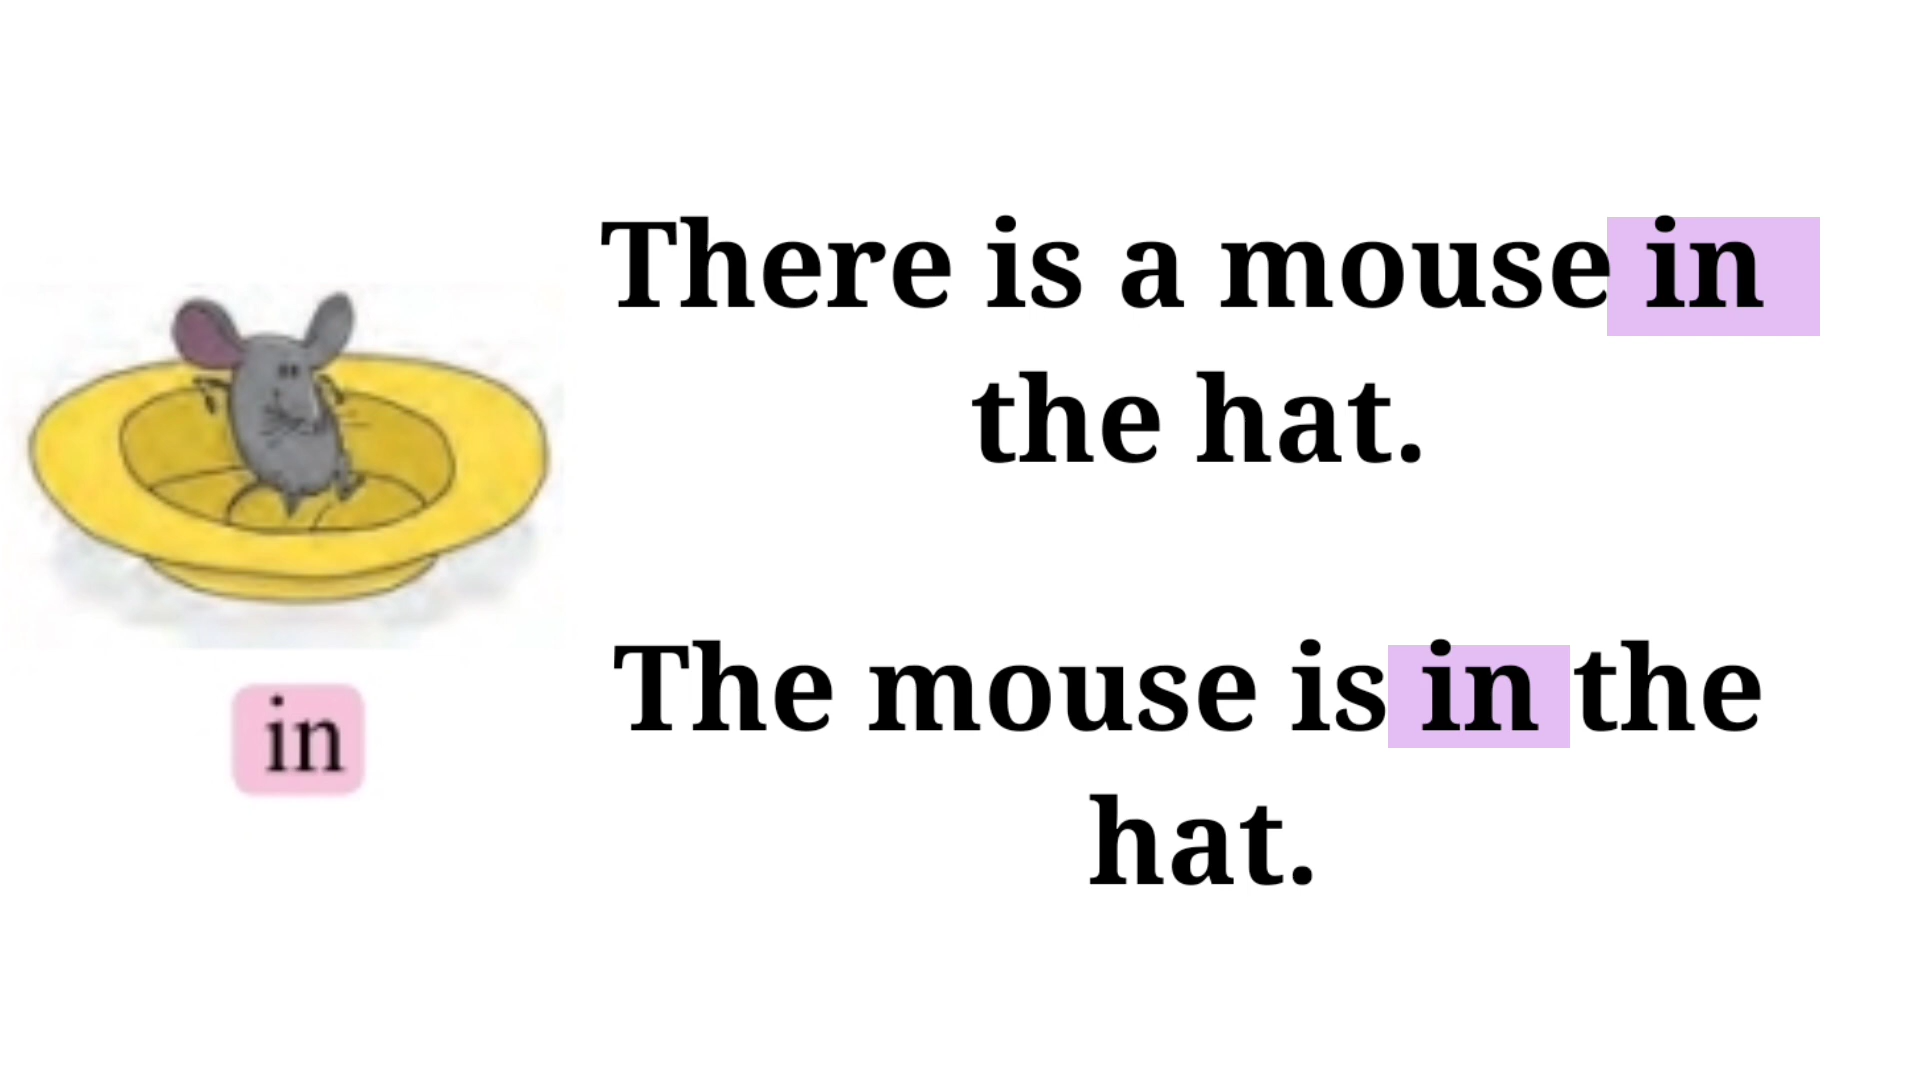 There is a mouse in
the hat.
The mouse is in the
hat.
in